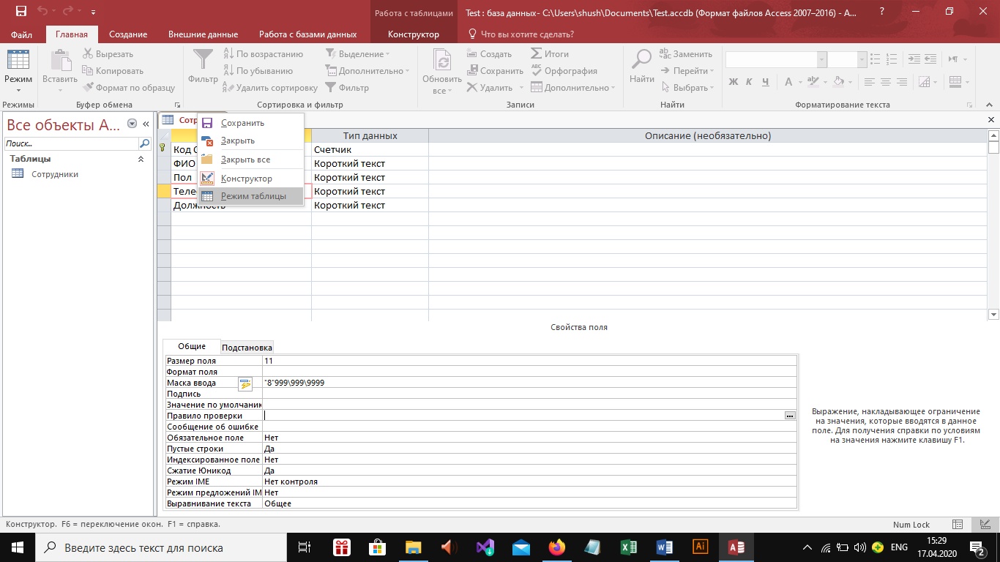 Работа с таблицами
Test : база данных- C:\Users\shush\Documents\Test.accdb (Формат файлов Access 2007–2016) - A...
?
Файл Главная Создание Внешние данные Работа с базами данных Конструктор Что вы хотите сделать?
Режим
Вставить
Вырезать
Копировать
Формат по образцу
Фильтр
По возрастанию
По убыванию
Удалить сортировку
Выделение
Дополнительно
Фильтр
Обновить
все
Создать
Сохранить
Удалить
Итоги
Орфография
Дополнительно
Найти
Заменить
Перейти
Выбрать
Ж К Ч
Режимы Буфер обмена Сортировка и фильтр Записи Найти Форматирование текста
Все объекты A...
Поиск...
Таблицы
Сотрудники
Сохранить
Закрыть
Закрыть все
Конструктор
Режим таблицы
Тип данных Описание (необязательно)
Счетчик
ФИО Короткий текст
Пол Короткий текст
Короткий текст
Должность Короткий текст
Свойства поля
Общие Подстановка
Размер поля 11
Формат поля
Маска ввода "8"999\999\9999
Подпись
Значение по умолчанию
Правило проверки
Сообщение об ошибке
Обязательное поле Нет
Пустые строки Да
Индексированное поле Нет
Сжатие Юникод Да
Режим IME Нет контроля
Режим предложений IM Нет
Выравнивание текста Общее
Выражение, накладывающее ограничение
на значения, которые вводятся в данное
поле. Для получения справки по условиям
на значения нажмите клавишу F1.
Конструктор. F6 = переключение окон. F1 = справка.
Num Lock
Введите здесь текст для поиска
ENG
15:29
17.04.2020
2